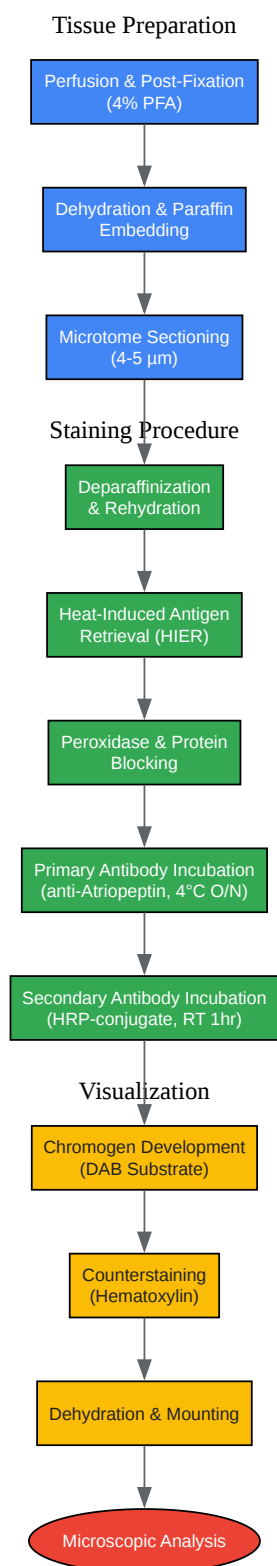 Tissue Preparation
Perfusion & Post-Fixation
(4% PFA)
Dehydration & Paraffin
Embedding
Microtome Sectioning
(4-5 µm)
Staining Procedure
Deparaffinization
& Rehydration
Heat-Induced Antigen
Retrieval (HIER)
Peroxidase & Protein
Blocking
Primary Antibody Incubation
(anti-Atriopeptin, 4°C O/N)
Secondary Antibody Incubation
(HRP-conjugate, RT 1hr)
Visualization
Chromogen Development
(DAB Substrate)
Counterstaining
(Hematoxylin)
Dehydration & Mounting
Microscopic Analysis